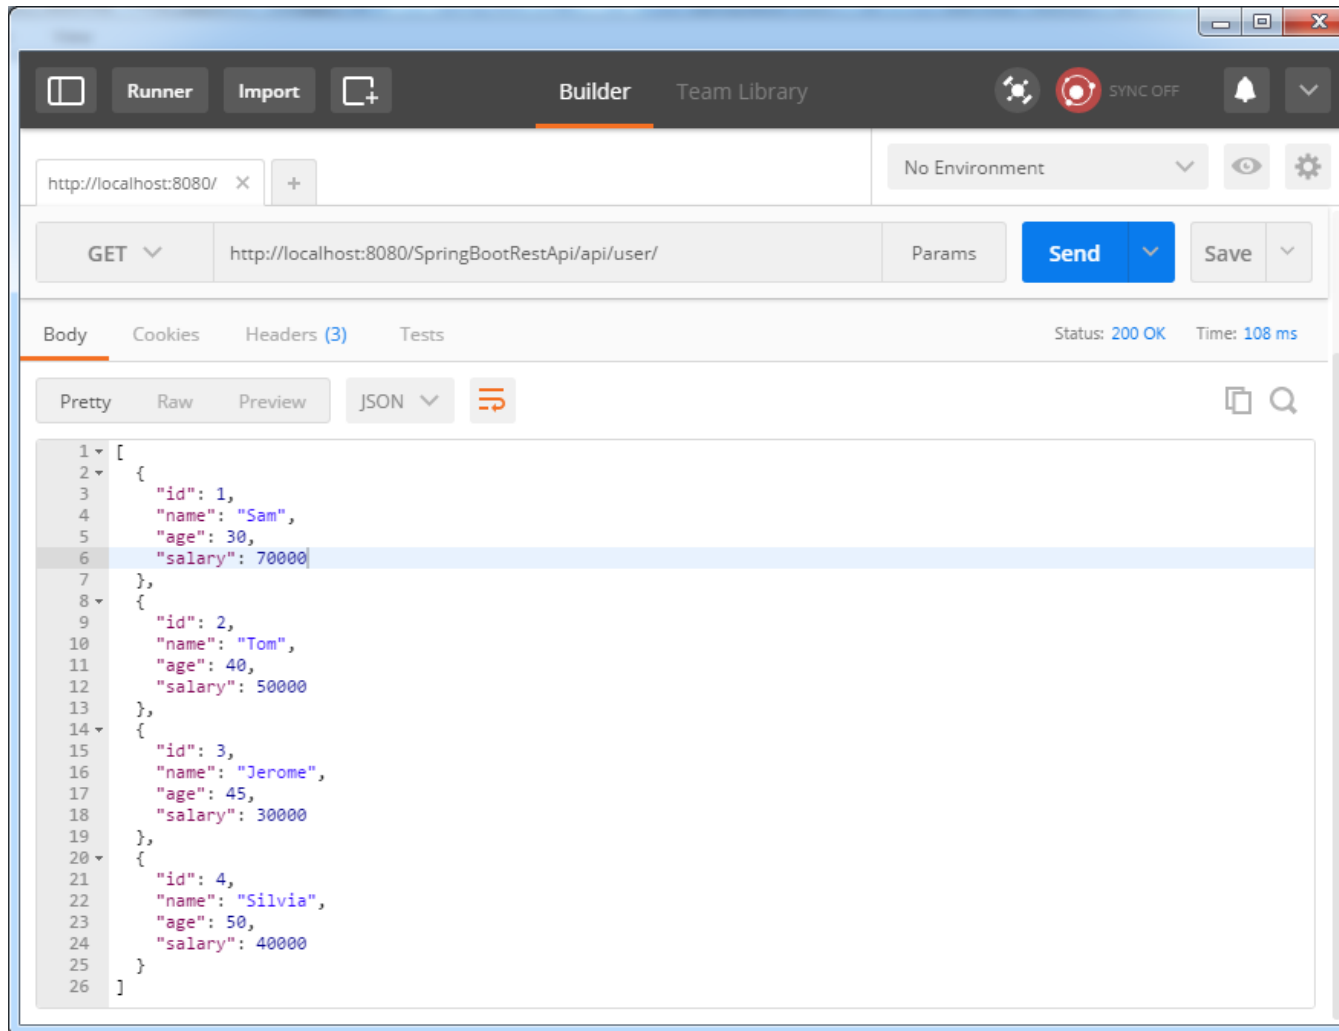 Runner Import Builder Team Library SYNC OFF
http://localhost:8080/ No Environment
GET http://localhost:8080/SpringBootRestApi/api/user/ Params Send Save
Body Cookies Headers (3) Tests Status: 200 OK Time: 108 ms
Pretty Raw Preview JSON
1 [
2 {
3 "id": 1,
4 "name": "Sam",
5 "age": 30,
6 "salary": 70000
7 },
8 {
9 "id": 2,
10 "name": "Tom",
11 "age": 40,
12 "salary": 50000
13 },
14 {
15 "id": 3,
16 "name": "Jerome",
17 "age": 45,
18 "salary": 30000
19 },
20 {
21 "id": 4,
22 "name": "Silvia",
23 "age": 50,
24 "salary": 40000
25 }
26 ]